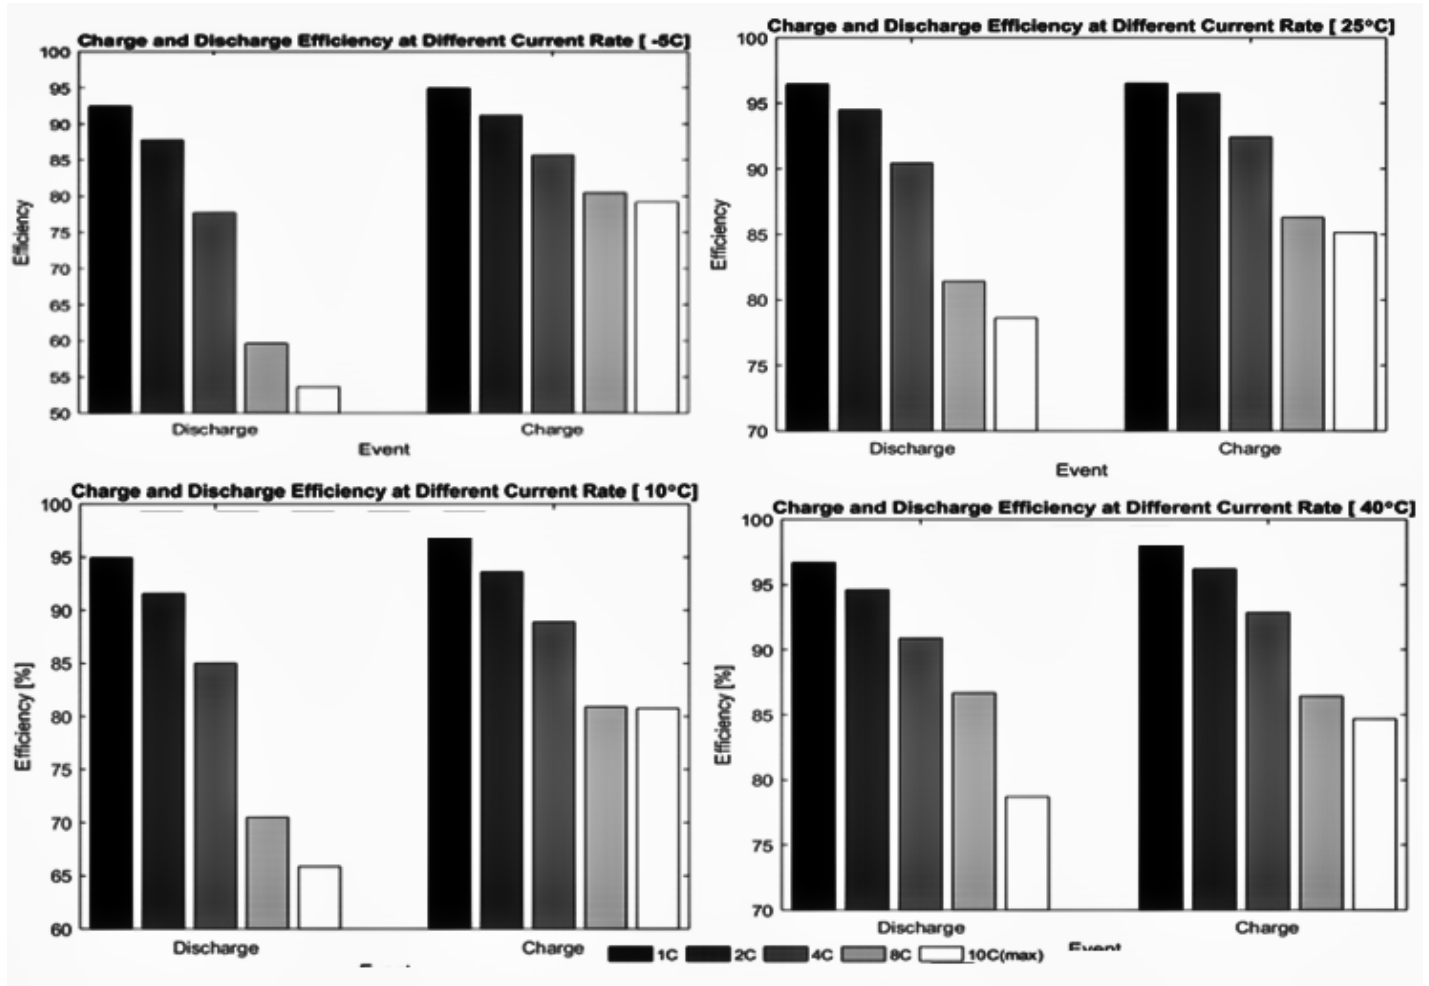 Charge and Discharge Efficiency at Different Current Rate [ -5C]
100
95
90
85
80
75
70
65
60
55
50
Efficiency
Discharge Charge
Event
Charge and Discharge Efficiency at Different Current Rate [ 25°C]
100
95
90
85
80
75
70
Efficiency
Discharge Charge
Event
Charge and Discharge Efficiency at Different Current Rate [ 10°C]
100
95
90
85
80
75
70
65
60
Efficiency [%]
Discharge Charge
Charge and Discharge Efficiency at Different Current Rate [ 40°C]
100
95
90
85
80
75
70
Efficiency [%]
Discharge Charge
Event
1C 2C 4C 8C 10C(max)